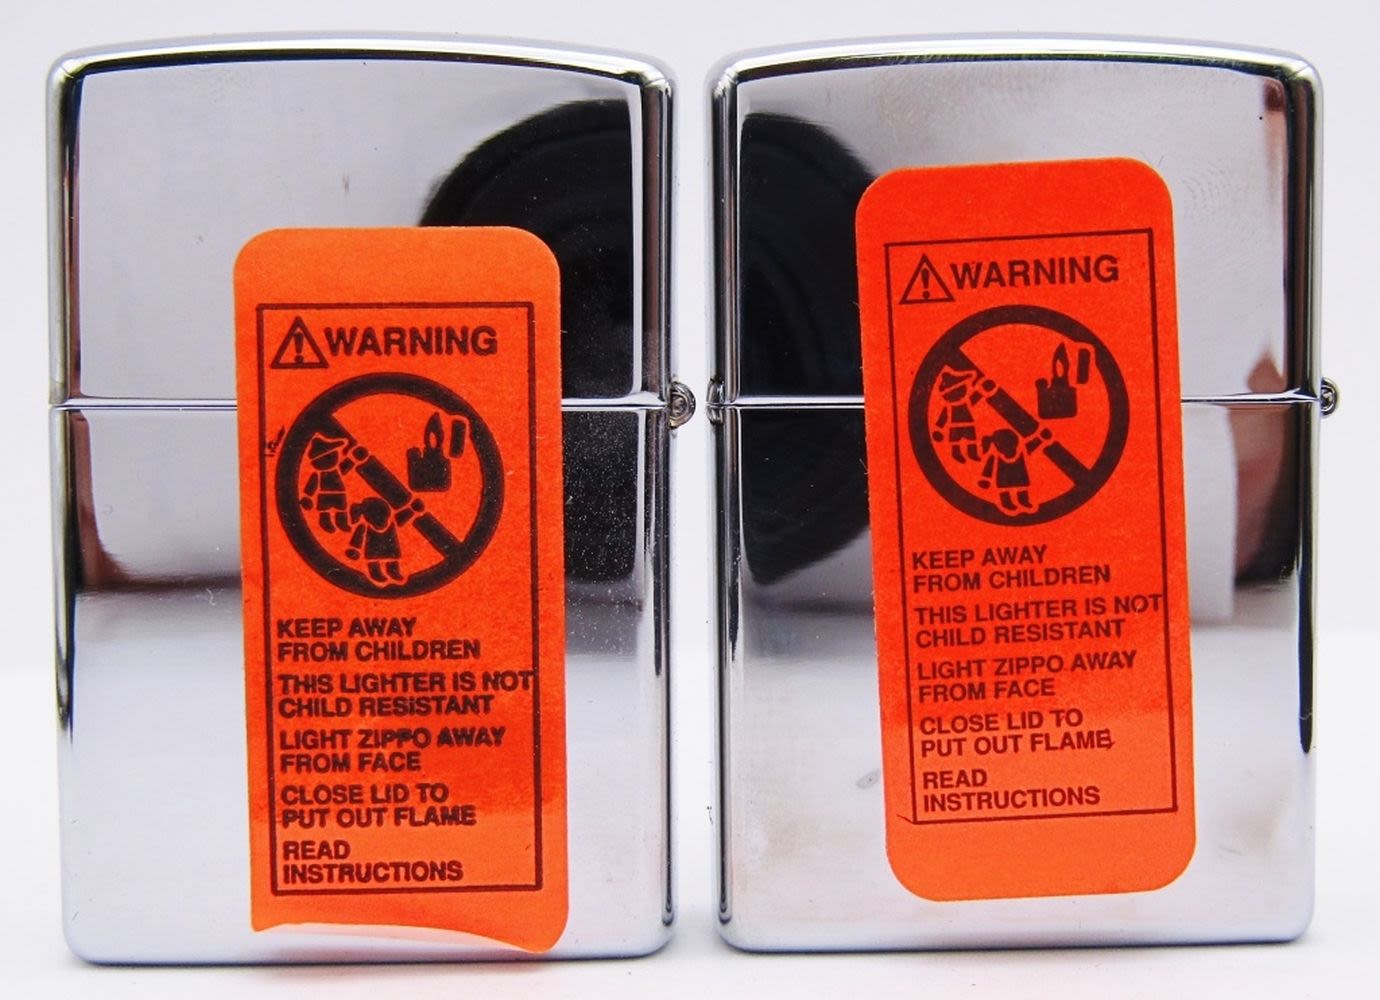 WARNING
KEEP AWAY
FROM CHILDREN
THIS LIGHTER IS NOT
CHILD RESISTANT
LIGHT ZIPPO AWAY
FROM FACE
CLOSE LID TO
PUT OUT FLAME
READ
INSTRUCTIONS
WARNING
KEEP AWAY
FROM CHILDREN
THIS LIGHTER IS NOT
CHILD RESISTANT
LIGHT ZIPPO AWAY
FROM FACE
CLOSE LID TO
PUT OUT FLAME
READ
INSTRUCTIONS